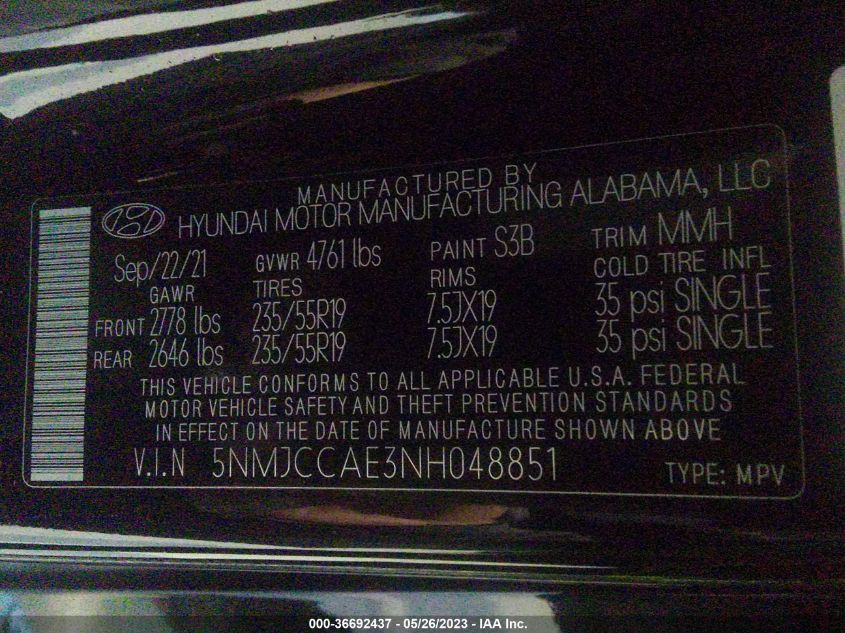 MANUFACTURED BY
HYUNDAI MOTOR MANUFACTURING ALABAMA, LLC
Sep/22/21 GVWR 4761 lbs PAINT S3B TRIM MMH
GAWR TIRES RIMS COLD TIRE INFL
FRONT 2778 lbs 235/55R19 7.5JX19 35 psi SINGLE
REAR 2646 lbs 235/55R19 7.5JX19 35 psi SINGLE
THIS VEHICLE CONFORMS TO ALL APPLICABLE U.S.A. FEDERAL
MOTOR VEHICLE SAFETY AND THEFT PREVENTION STANDARDS
IN EFFECT ON THE DATE OF MANUFACTURE SHOWN ABOVE
V.I.N 5NMJCCAE3NH048851 TYPE: MPV
000-36692437 - 05/26/2023 - IAA Inc.